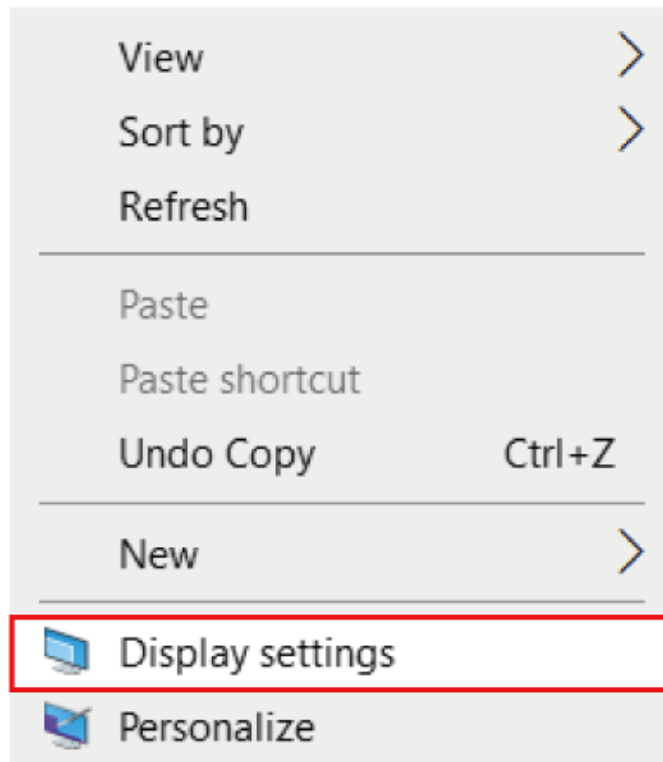 View
Sort by
Refresh
Paste
Paste shortcut
Undo Copy Ctrl+Z
New
Display settings
Personalize